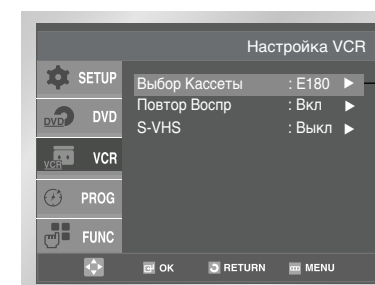 Настройка VCR
SETUP
DVD DVD
VCR VCR
PROG
FUNC
Выбор Кассеты : E180 ►
Повтор Воспр : Вкл ►
S-VHS : Выкл ►
OK RETURN MENU